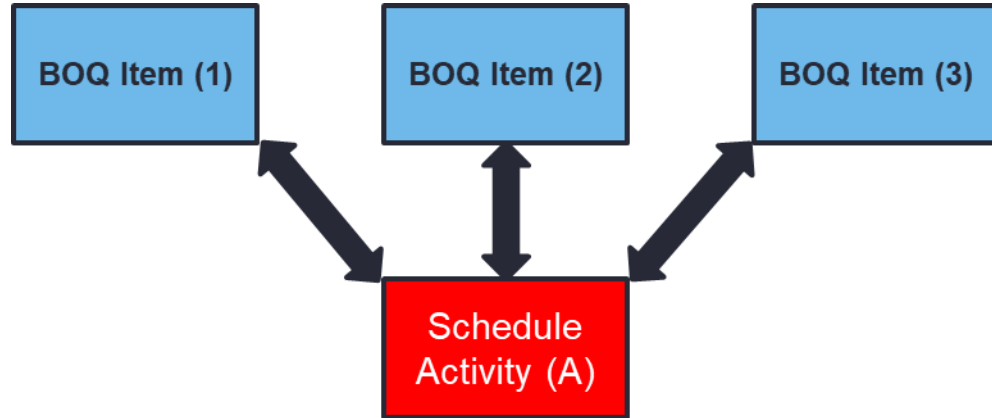 BOQ Item (1)
BOQ Item (2)
BOQ Item (3)
Schedule
Activity (A)